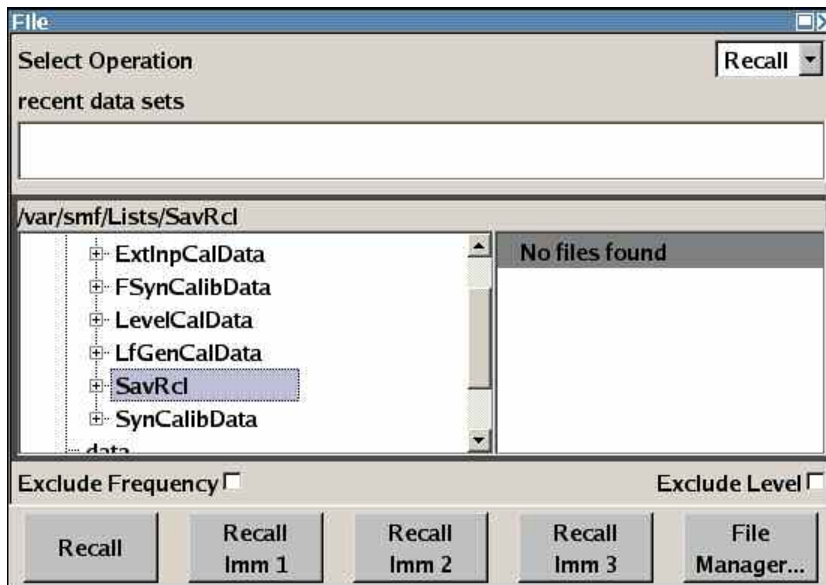 File
Select Operation
Recall
recent data sets
/var/smf/Lists/SavRcl
ExtInpCalData
FSynCalibData
LevelCalData
LfGenCalData
SavRcl
SynCalibData
data
No files found
Exclude Frequency
Exclude Level
Recall
Recall
Imm 1
Recall
Imm 2
Recall
Imm 3
File
Manager...